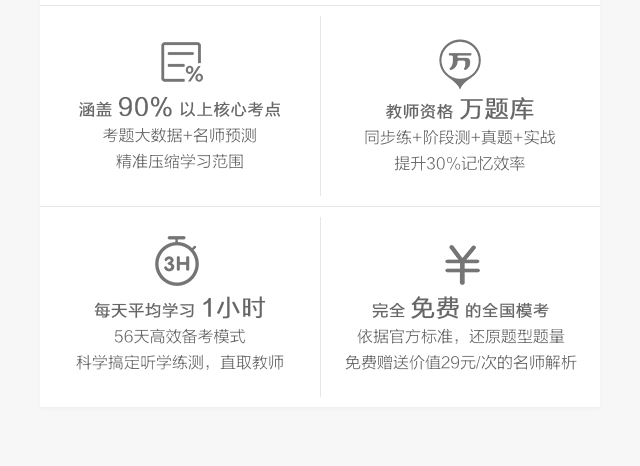 %
涵盖 90% 以上核心考点
考题大数据+名师预测
精准压缩学习范围
万
教师资格 万题库
同步练+阶段测+真题+实战
提升30%记忆效率
3H
每天平均学习 1小时
56天高效备考模式
科学搞定听学练测，直取教师
¥
完全 免费 的全国模考
依据官方标准，还原题型题量
免费赠送价值29元/次的名师解析